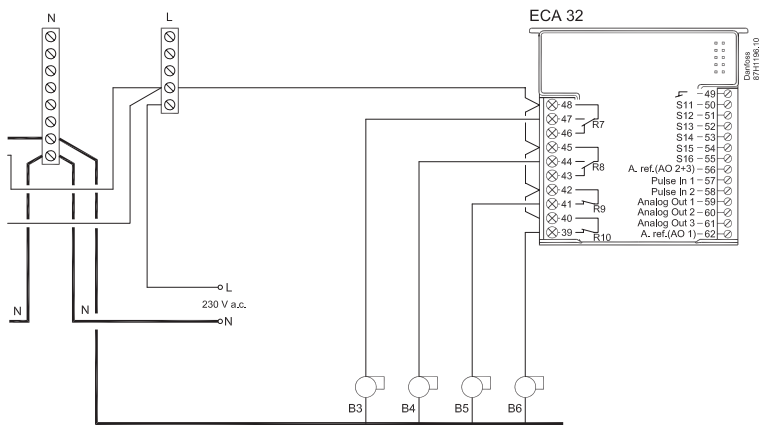 ECA 32
N
L
Danfoss
87H1196.10
48
47
46
R7
45
44
43
R8
42
41
R9
40
39
R10
49
S11 - 50
S12 - 51
S13 - 52
S14 - 53
S15 - 54
S16 - 55
A. ref.(AO 2+3) - 56
Pulse In 1 - 57
Pulse In 2 - 58
Analog Out 1 - 59
Analog Out 2 - 60
Analog Out 3 - 61
A. ref.(AO 1) - 62
L
230 V a.c.
N
N
N
B3
B4
B5
B6